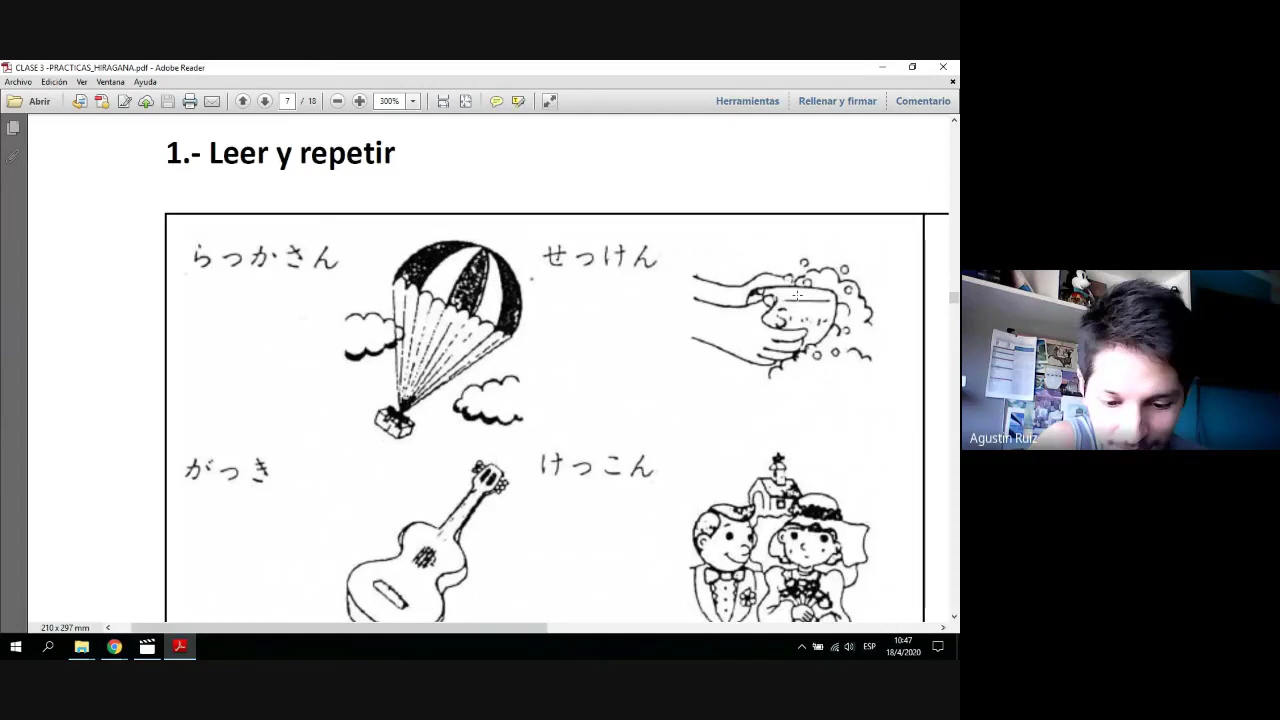 CLASE 3 -PRACTICAS_HIRAGANA.pdf - Adobe Reader
Archivo Edición Ver Ventana Ayuda
Abrir 7 / 18 300% Herramientas Rellenar y firmar Comentario
1.- Leer y repetir
らっかさん せっけん
がっき けっこん
Agustin Ruiz
210 x 297 mm
ESP 10:47
18/4/2020